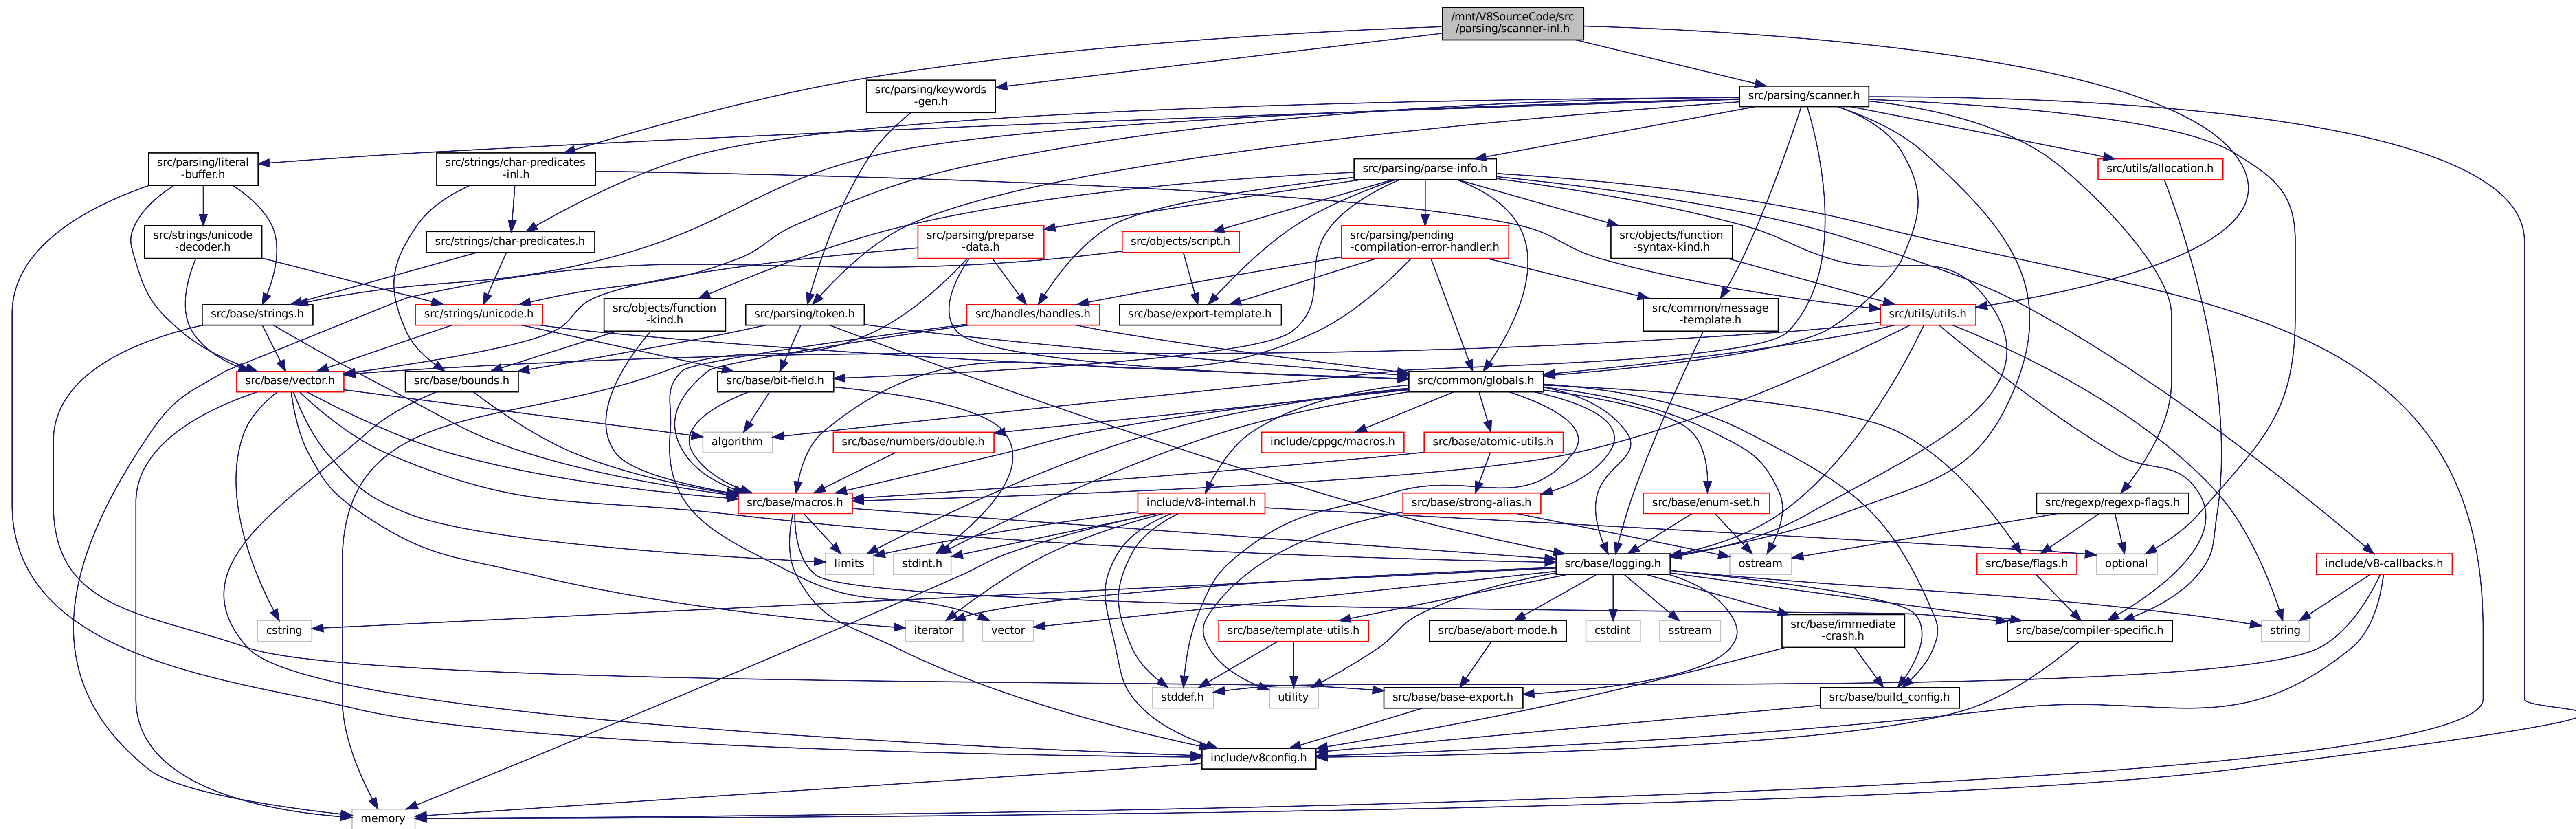 /mnt/V8SourceCode/src
/parsing/scanner-inl.h
src/parsing/keywords
-gen.h
src/parsing/scanner.h
src/parsing/literal
-buffer.h
src/strings/char-predicates
-inl.h
src/parsing/parse-info.h
src/utils/allocation.h
src/strings/unicode
-decoder.h
src/strings/char-predicates.h
src/parsing/preparse
-data.h
src/objects/script.h
src/parsing/pending
-compilation-error-handler.h
src/objects/function
-syntax-kind.h
src/base/strings.h
src/strings/unicode.h
src/objects/function
-kind.h
src/parsing/token.h
src/handles/handles.h
src/base/export-template.h
src/common/message
-template.h
src/utils/utils.h
src/base/vector.h
src/base/bounds.h
src/base/bit-field.h
src/common/globals.h
algorithm
src/base/numbers/double.h
include/cppgc/macros.h
src/base/atomic-utils.h
src/base/macros.h
include/v8-internal.h
src/base/strong-alias.h
src/base/enum-set.h
src/regexp/regexp-flags.h
limits
stdint.h
src/base/logging.h
ostream
src/base/flags.h
optional
include/v8-callbacks.h
cstring
iterator
vector
src/base/template-utils.h
src/base/abort-mode.h
cstdint
sstream
src/base/immediate
-crash.h
src/base/compiler-specific.h
string
stddef.h
utility
src/base/base-export.h
src/base/build_config.h
include/v8config.h
memory